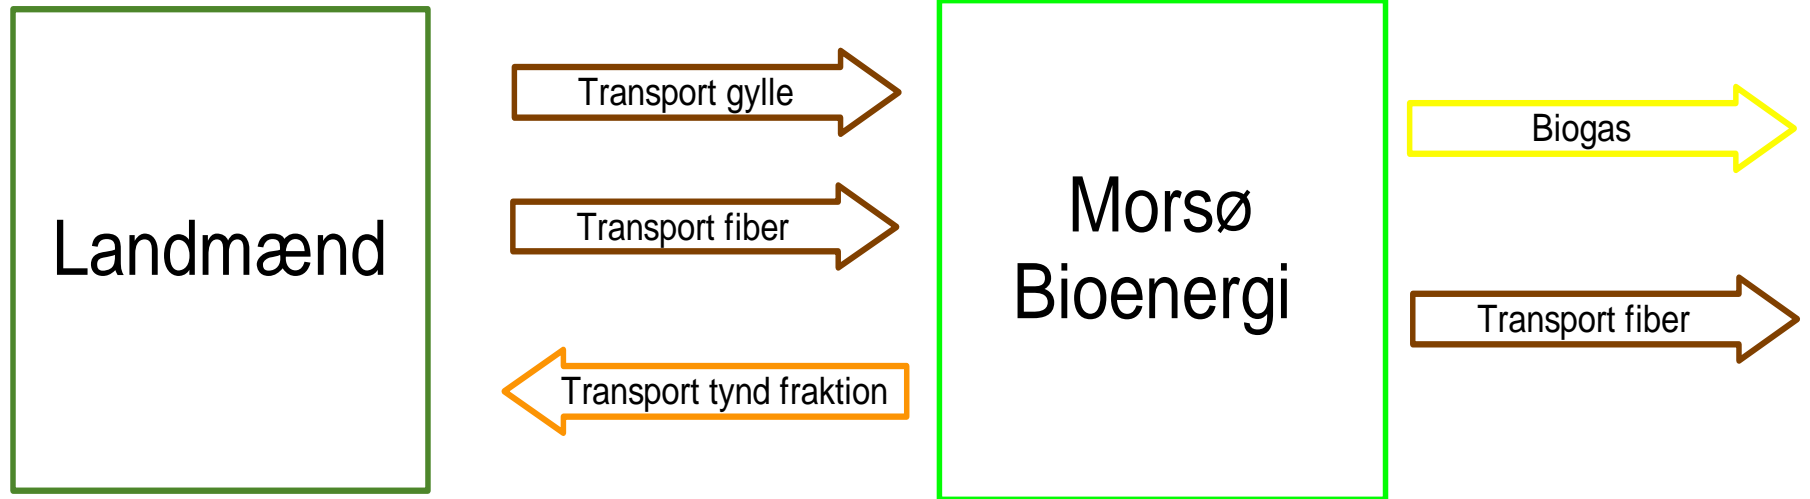 Landmænd
Transport gylle
Transport fiber
Transport tynd fraktion
Morsø
Bioenergi
Biogas
Transport fiber